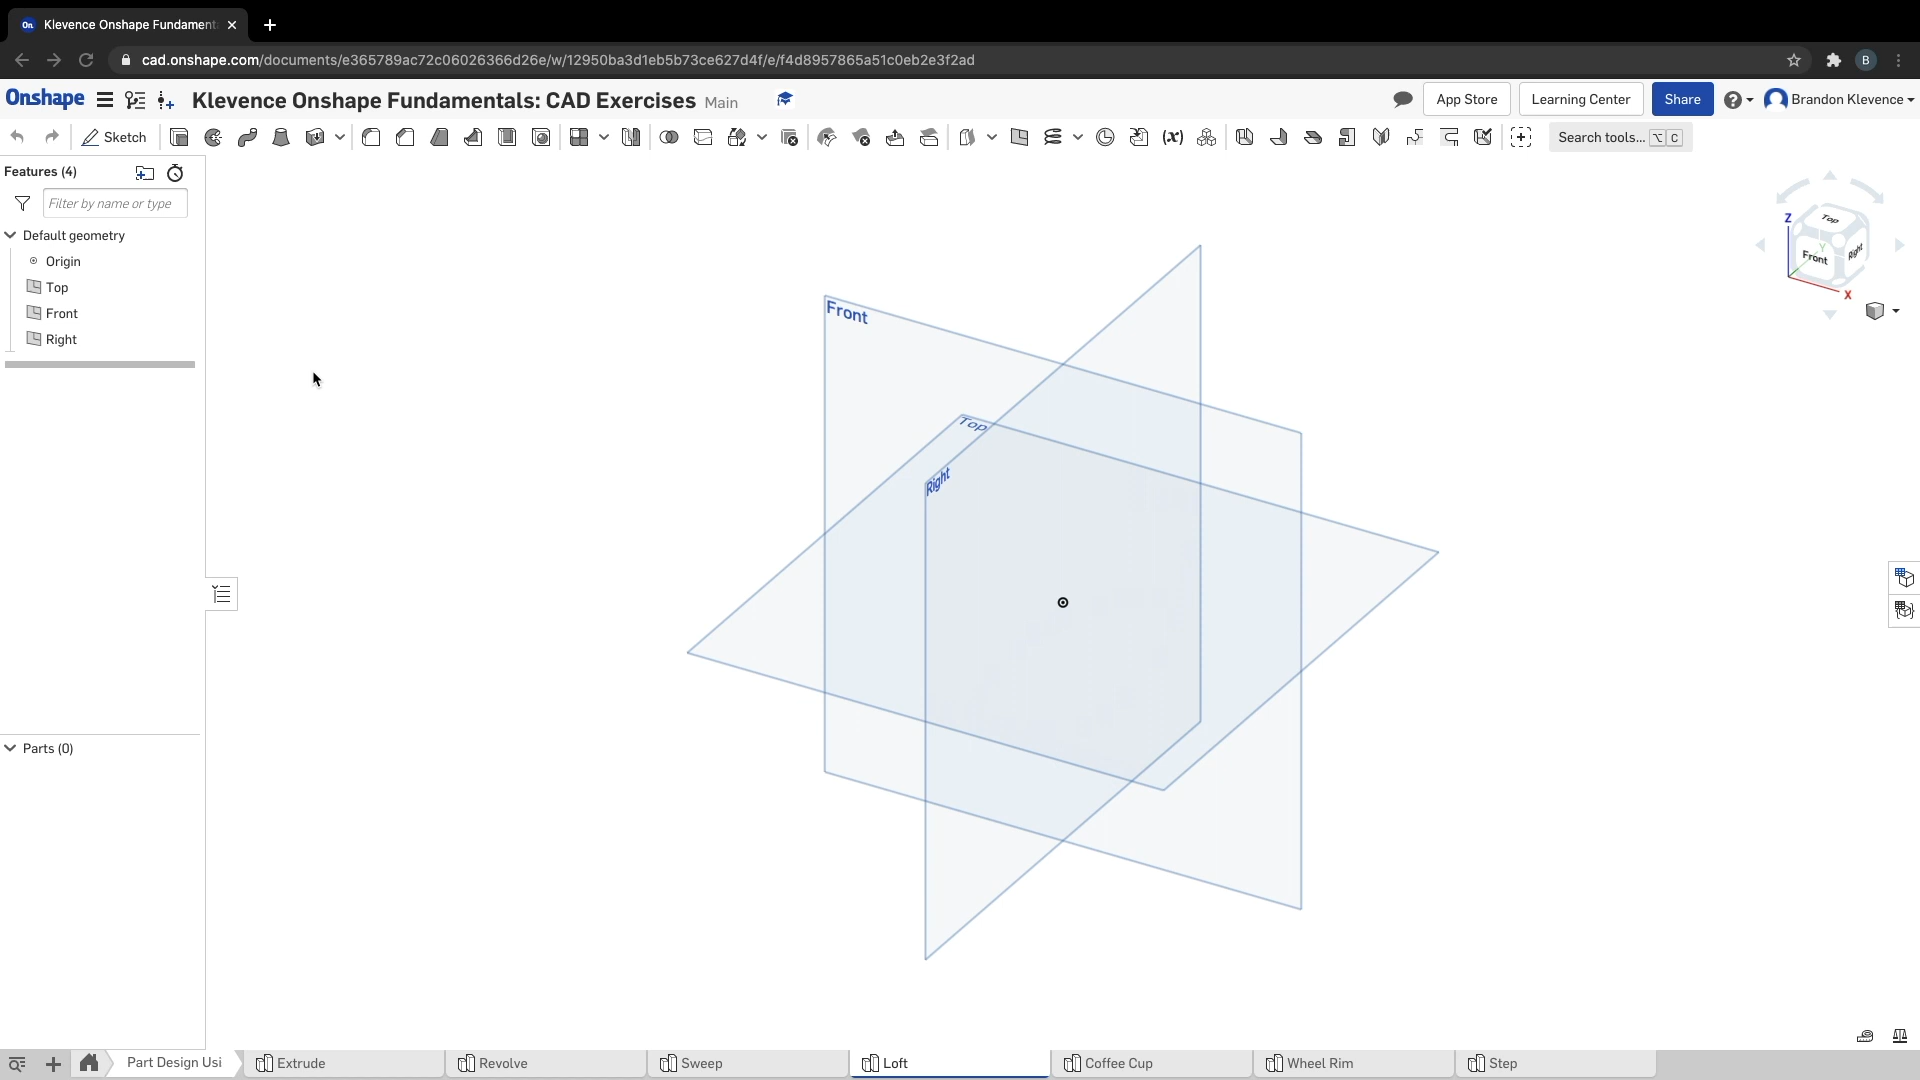 Klevence Onshape Fundament
cad.onshape.com/documents/e365789ac72c06026366d26e/w/12950ba3d1eb5b73ce627d4f/e/f4d8957865a51c0eb2e3f2ad
B
Onshape
Klevence Onshape Fundamentals: CAD Exercises Main
App Store
Learning Center
Share
Brandon Klevence
Sketch
Search tools... ⌥ C
Features (4)
Filter by name or type
Default geometry
Origin
Top
Front
Right
Parts (0)
Front
Top
Right
Z
Top
Front
Right
Y
X
Part Design Usi
Extrude
Revolve
Sweep
Loft
Coffee Cup
Wheel Rim
Step